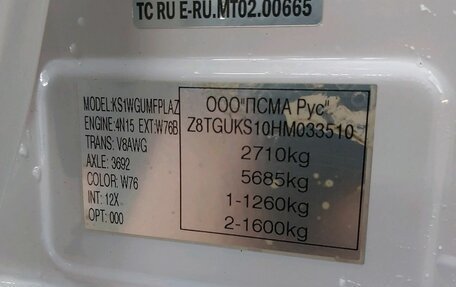 TC RU E-RU.MT02.00665
MODEL:KS1WGUMFPLAZ
ENGINE:4N15 EXT:W76B
TRANS: V8AWG
AXLE: 3692
COLOR: W76
INT: 12X
OPT: 000
ООО"ПСМА Рус"
Z8TGUKS10HM033510
2710kg
5685kg
1-1260kg
2-1600kg